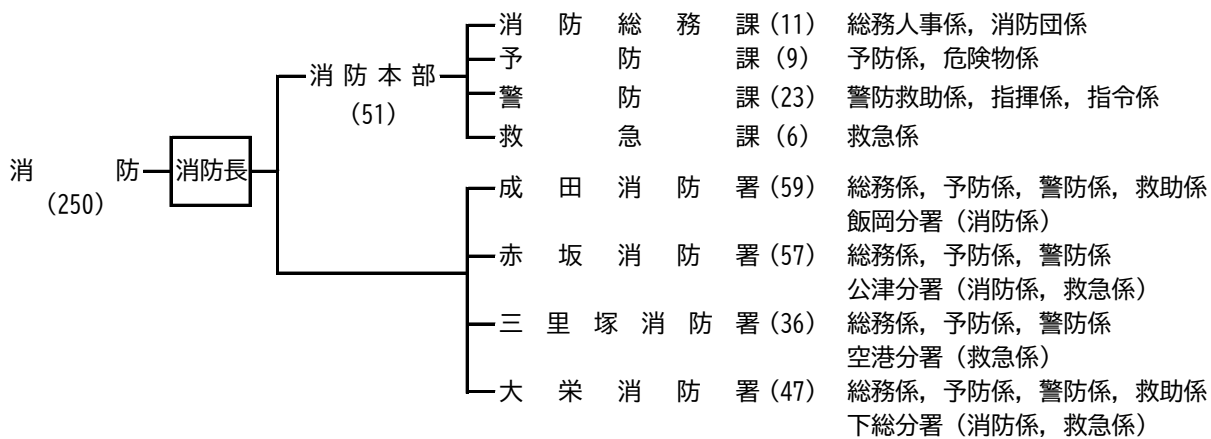 消防総務課(11) 総務人事係，消防団係
予防課(9) 予防係，危険物係
消防本部
(51)
警防課(23) 警防救助係，指揮係，指令係
救急課(6) 救急係
消防
(250)
消防長
成田消防署(59) 総務係，予防係，警防係，救助係
飯岡分署（消防係）
赤坂消防署(57) 総務係，予防係，警防係
公津分署（消防係，救急係）
三里塚消防署(36) 総務係，予防係，警防係
空港分署（救急係）
大栄消防署(47) 総務係，予防係，警防係，救助係
下総分署（消防係，救急係）